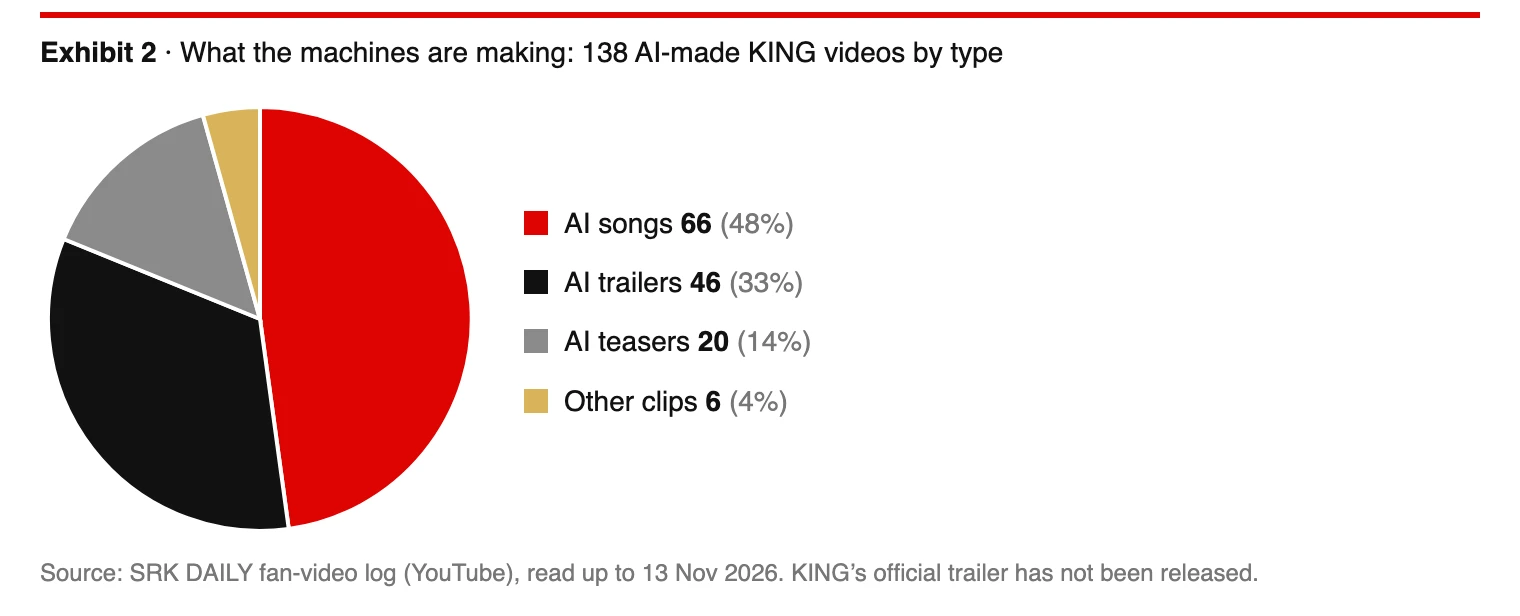 Exhibit 2 · What the machines are making: 138 AI-made KING videos by type
AI songs 66 (48%)
AI trailers 46 (33%)
AI teasers 20 (14%)
Other clips 6 (4%)
Source: SRK DAILY fan-video log (YouTube), read up to 13 Nov 2026. KING’s official trailer has not been released.